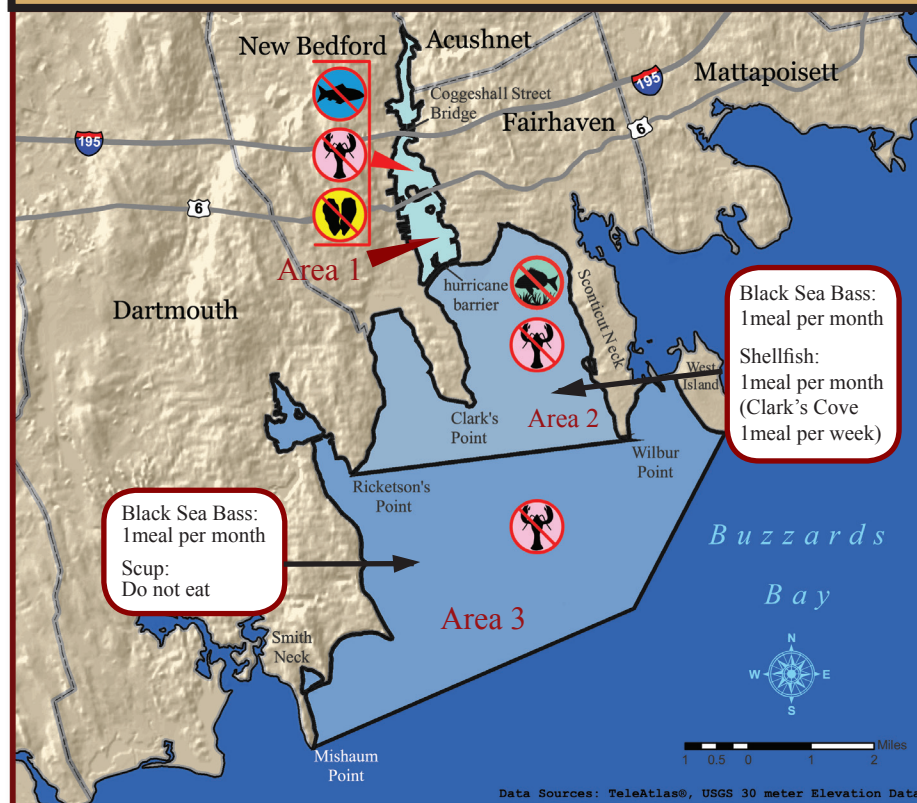 New Bedford
Acushnet
Mattapoisett
Coggeshall Street
Bridge
Fairhaven
195
6
195
6
Area 1
hurricane
barrier
Dartmouth
Sconticut Neck
West
Island
Black Sea Bass:
1meal per month
Shellfish:
1meal per month
(Clark's Cove
1meal per week)
Clark's
Point
Area 2
Wilbur
Point
Ricketson's
Point
Black Sea Bass:
1meal per month
Scup:
Do not eat
Buzzards
Bay
Area 3
Smith
Neck
N
W E
S
Mishaum
Point
Miles
1 0.5 0 1 2
Data Sources: TeleAtlas®, USGS 30 meter Elevation Data